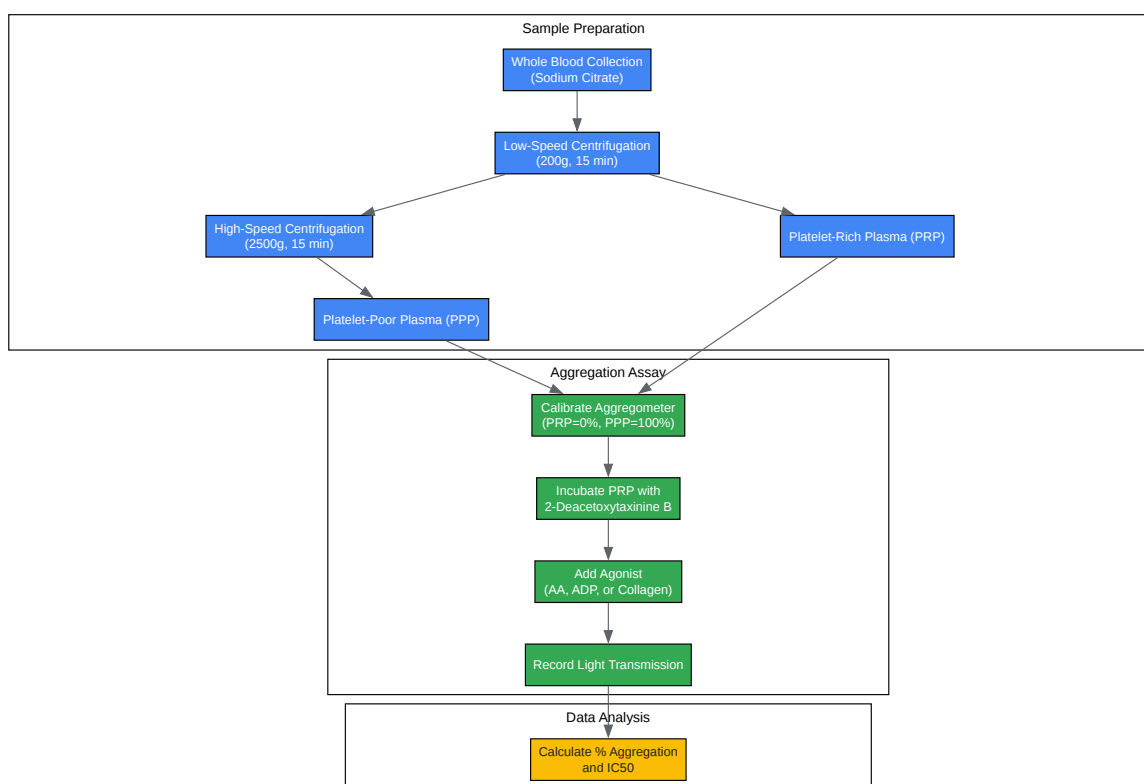 Sample Preparation
Whole Blood Collection
(Sodium Citrate)
Low-Speed Centrifugation
(200g, 15 min)
High-Speed Centrifugation
(2500g, 15 min)
Platelet-Rich Plasma (PRP)
Platelet-Poor Plasma (PPP)
Aggregation Assay
Calibrate Aggregometer
(PRP=0%, PPP=100%)
Incubate PRP with
2-Deacetoxytaxinine B
Add Agonist
(AA, ADP, or Collagen)
Record Light Transmission
Data Analysis
Calculate % Aggregation
and IC50